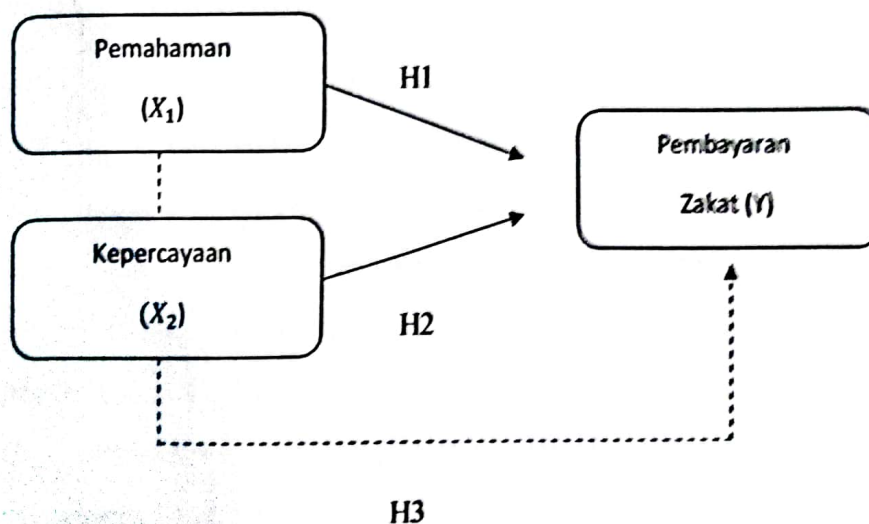 Pemahaman
(X₁)
H1
Pembayaran
Zakat (Y)
Kepercayaan
(X₂)
H2
H3